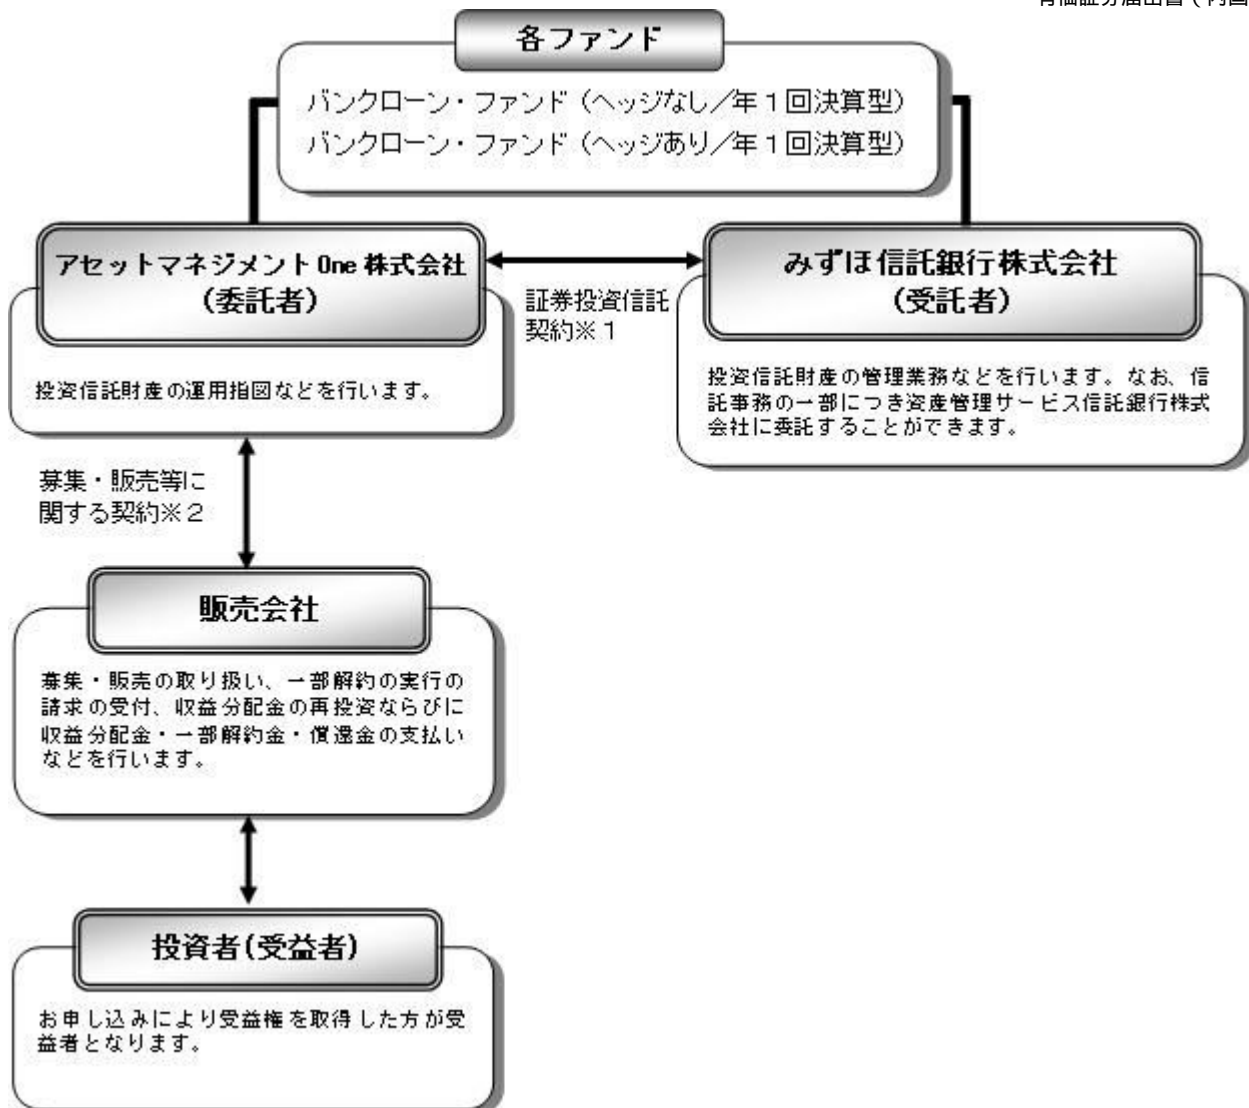 各ファンド
バンクローン・ファンド（ヘッジなし／年１回決算型）
バンクローン・ファンド（ヘッジあり／年１回決算型）
アセットマネジメント One 株式会社
（委託者）
証券投資信託
契約※１
みずほ信託銀行株式会社
（受託者）
投資信託財産の運用指図などを行います。
投資信託財産の管理業務などを行います。なお、信
託事務の一部につき資産管理サービス信託銀行株式
会社に委託することができます。
募集・販売等に
関する契約※２
販売会社
募集・販売の取り扱い、一部解約の実行の
請求の受付、収益分配金の再投資ならびに
収益分配金・一部解約金・償還金の支払い
などを行います。
投資者(受益者)
お申し込みにより受益権を取得した方が受
益者となります。